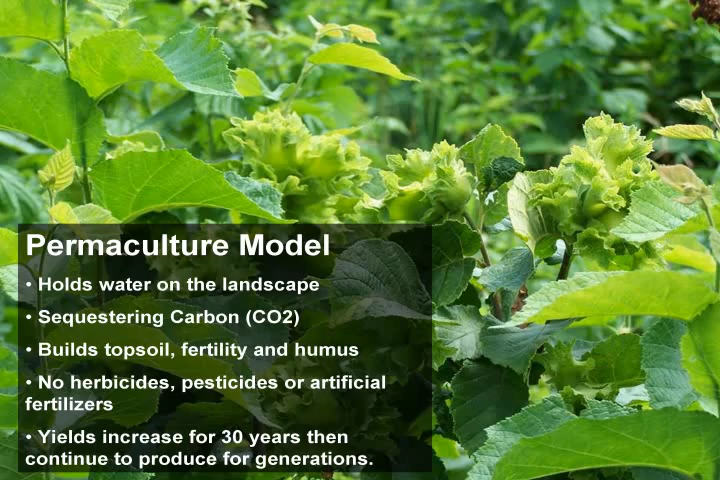 Permaculture Model
• Holds water on the landscape
• Sequestering Carbon (CO2)
• Builds topsoil, fertility and humus
• No herbicides, pesticides or artificial
fertilizers
• Yields increase for 30 years then
continue to produce for generations.